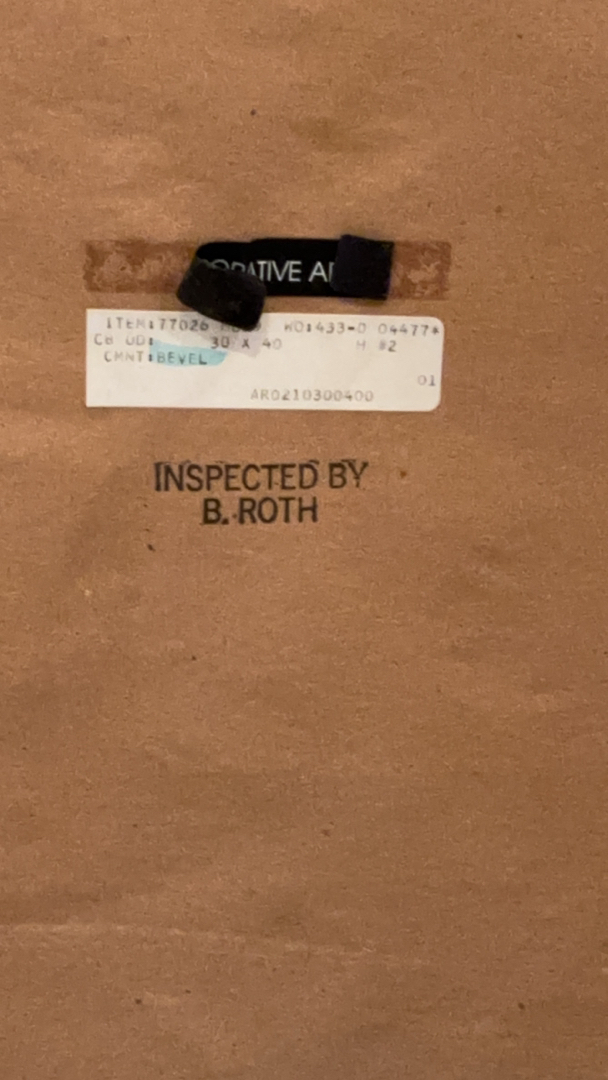 ORATIVE A
ITEM:77026 WO:433-0 04477*
CB OD: 30 X 40 H #2
CMNT:BEVEL
01
AR0210300400
INSPECTED BY
B. ROTH